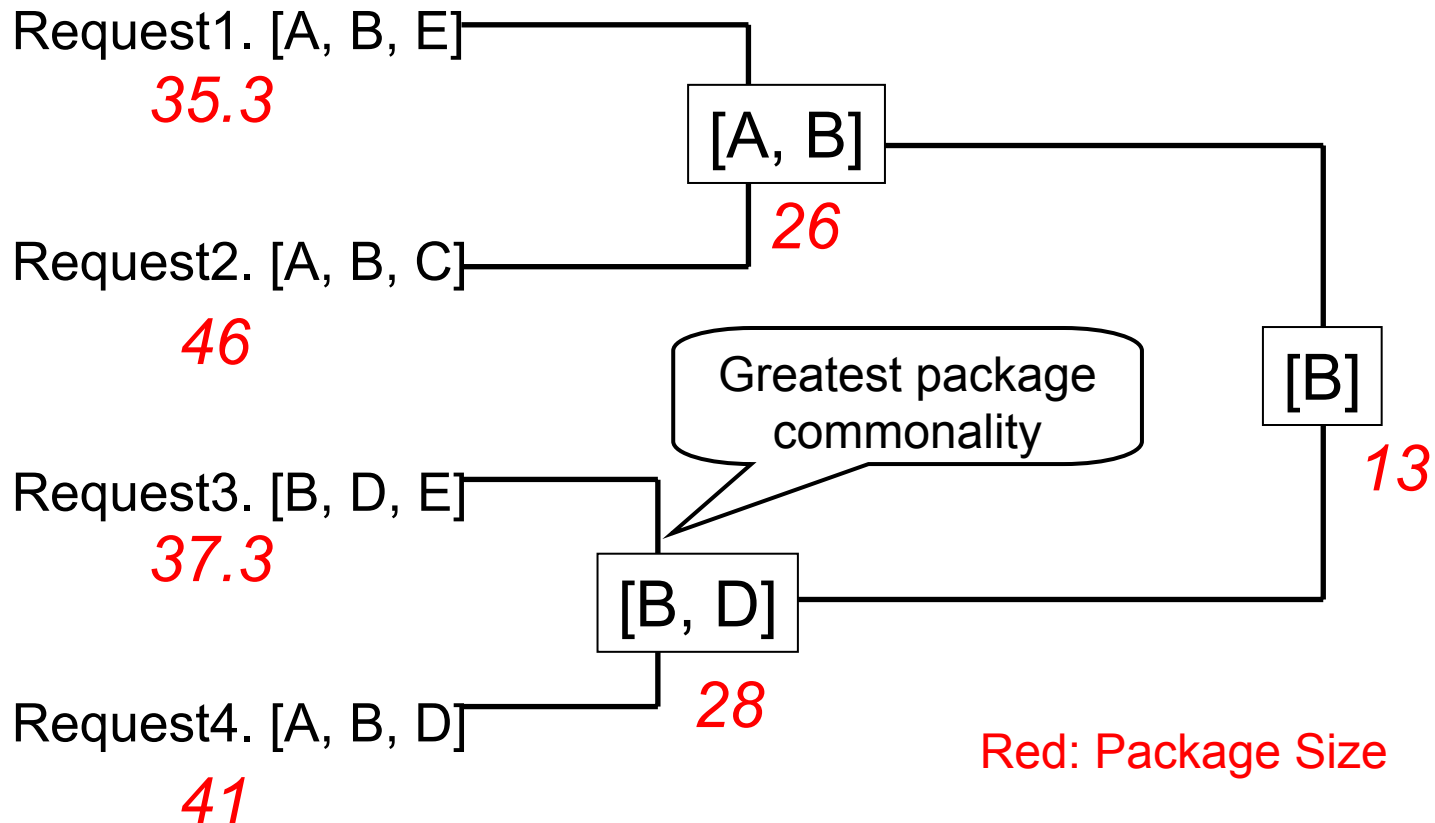 Request1. [A, B, E]
35.3
[A, B]
26
Request2. [A, B, C]
46
Greatest package
commonality
[B]
13
Request3. [B, D, E]
37.3
[B, D]
28
Request4. [A, B, D]
41
Red: Package Size